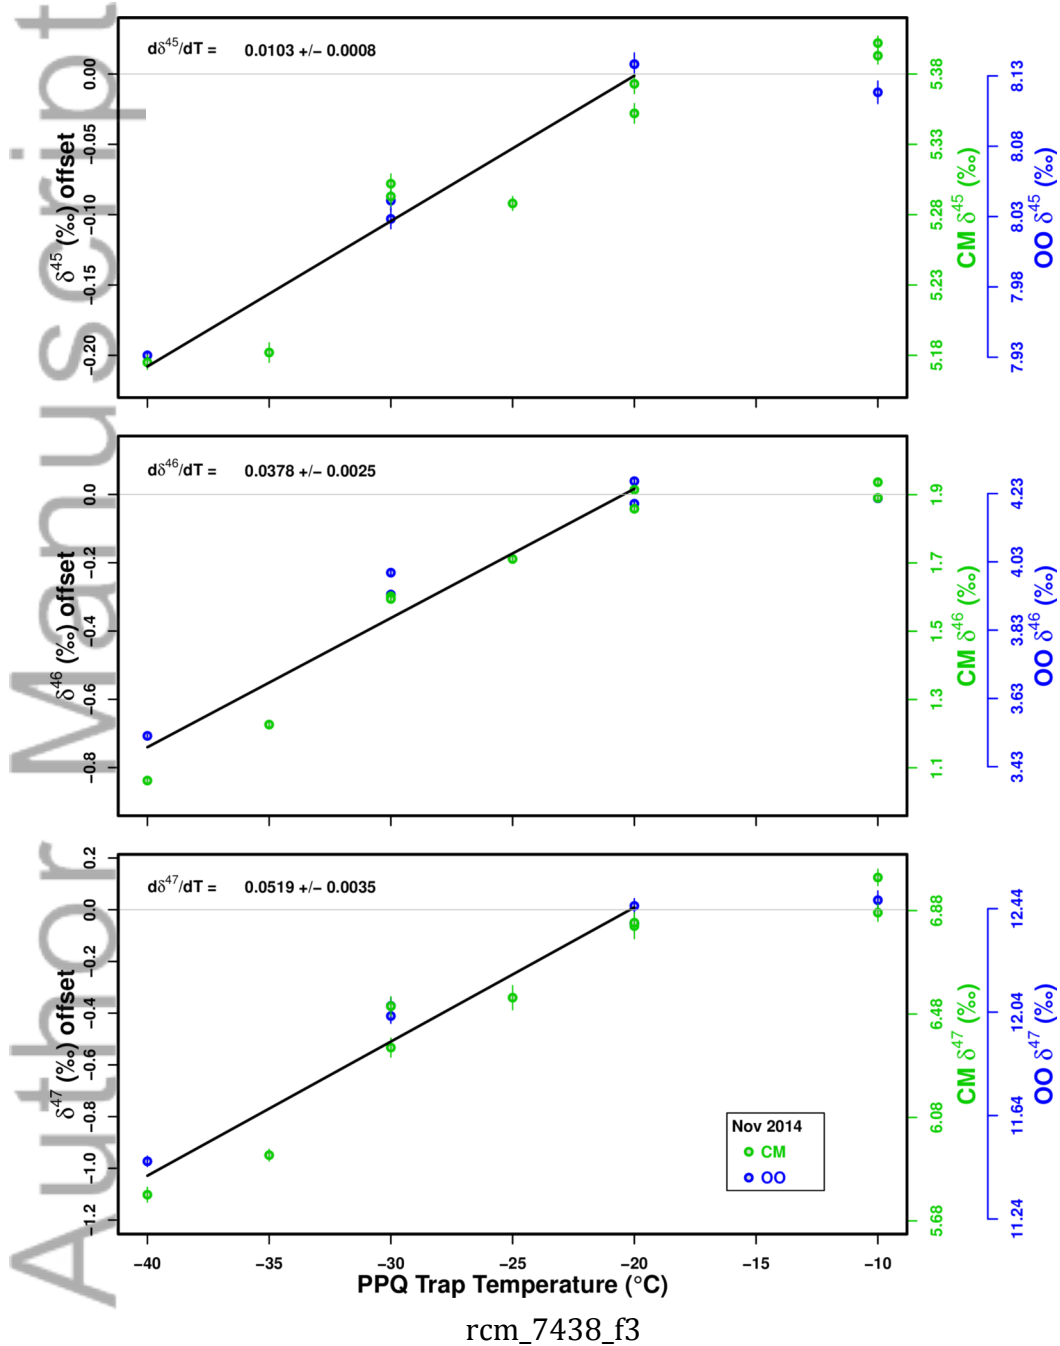 Author Manuscript
dδ45/dT = 0.0103 +/− 0.0008
0.00
−0.05
−0.10
−0.15
−0.20
δ45 (‰) offset
5.38
5.33
5.28
5.23
5.18
CM δ45 (‰)
8.13
8.08
8.03
7.98
7.93
OO δ45 (‰)
dδ46/dT = 0.0378 +/− 0.0025
0.0
−0.2
−0.4
−0.6
−0.8
δ46 (‰) offset
1.9
1.7
1.5
1.3
1.1
CM δ46 (‰)
4.23
4.03
3.83
3.63
3.43
OO δ46 (‰)
dδ47/dT = 0.0519 +/− 0.0035
0.2
0.0
−0.2
−0.4
−0.6
−0.8
−1.0
−1.2
δ47 (‰) offset
6.88
6.48
6.08
5.68
CM δ47 (‰)
12.44
12.04
11.64
11.24
OO δ47 (‰)
Nov 2014
CM
OO
−40 −35 −30 −25 −20 −15 −10
PPQ Trap Temperature (°C)
rcm_7438_f3